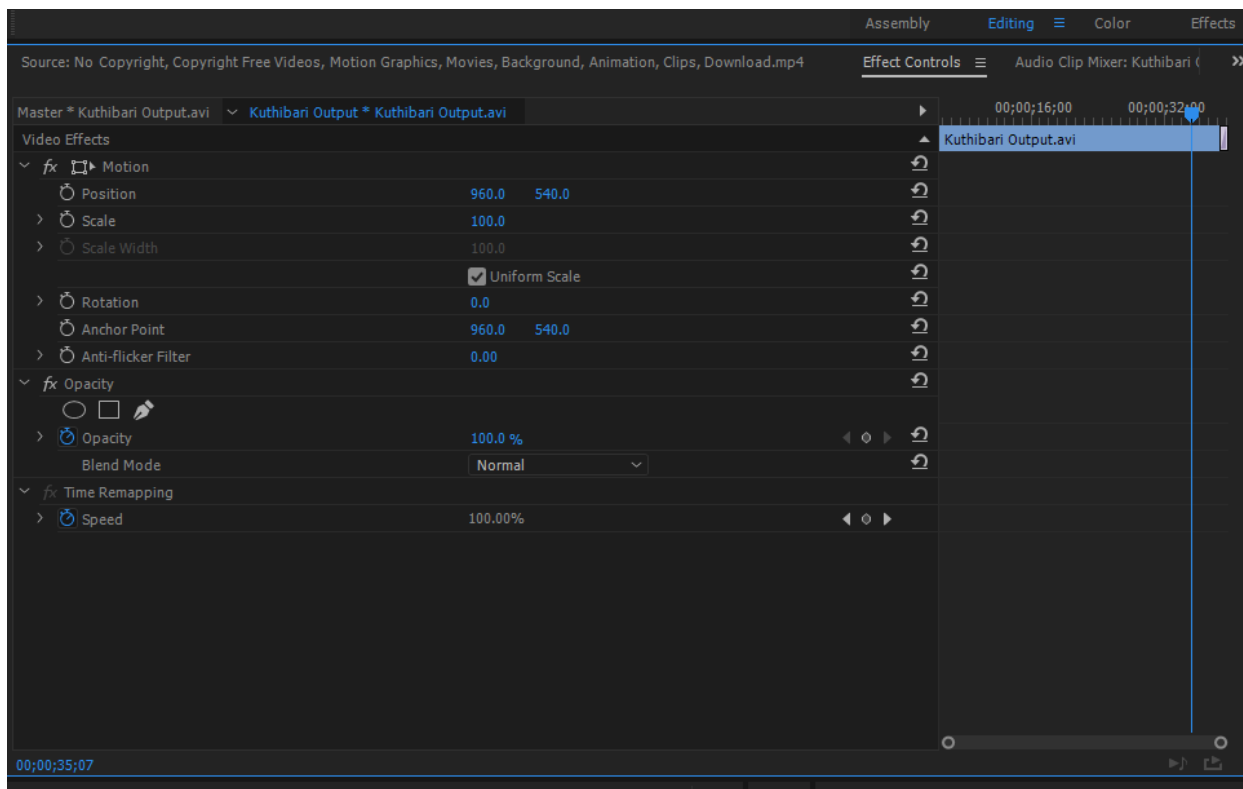 Assembly Editing Color Effects
Source: No Copyright, Copyright Free Videos, Motion Graphics, Movies, Background, Animation, Clips, Download.mp4 Effect Controls Audio Clip Mixer: Kuthibari
Master * Kuthibari Output.avi Kuthibari Output * Kuthibari Output.avi 00;00;16;00 00;00;32;00
Video Effects Kuthibari Output.avi
fx Motion
Position 960.0 540.0
Scale 100.0
Scale Width 100.0
Uniform Scale
Rotation 0.0
Anchor Point 960.0 540.0
Anti-flicker Filter 0.00
fx Opacity
Opacity 100.0 %
Blend Mode Normal
fx Time Remapping
Speed 100.00%
00;00;35;07